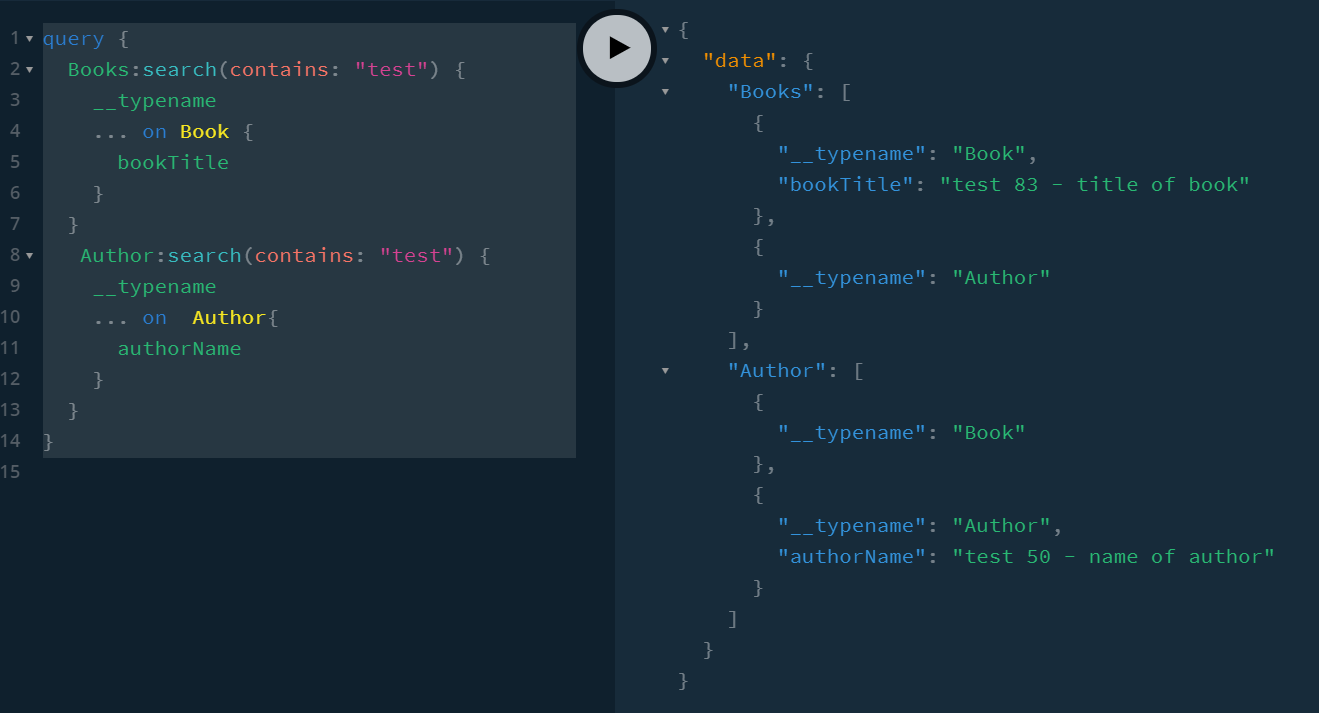 1 query {
2 Books:search(contains: "test") {
3 __typename
4 ... on Book {
5 bookTitle
6 }
7 }
8 Author:search(contains: "test") {
9 __typename
10 ... on  Author{
11 authorName
12 }
13 }
14 }
15
{
"data": {
"Books": [
{
"__typename": "Book",
"bookTitle": "test 83 - title of book"
},
{
"__typename": "Author"
}
],
"Author": [
{
"__typename": "Book"
},
{
"__typename": "Author",
"authorName": "test 50 - name of author"
}
]
}
}